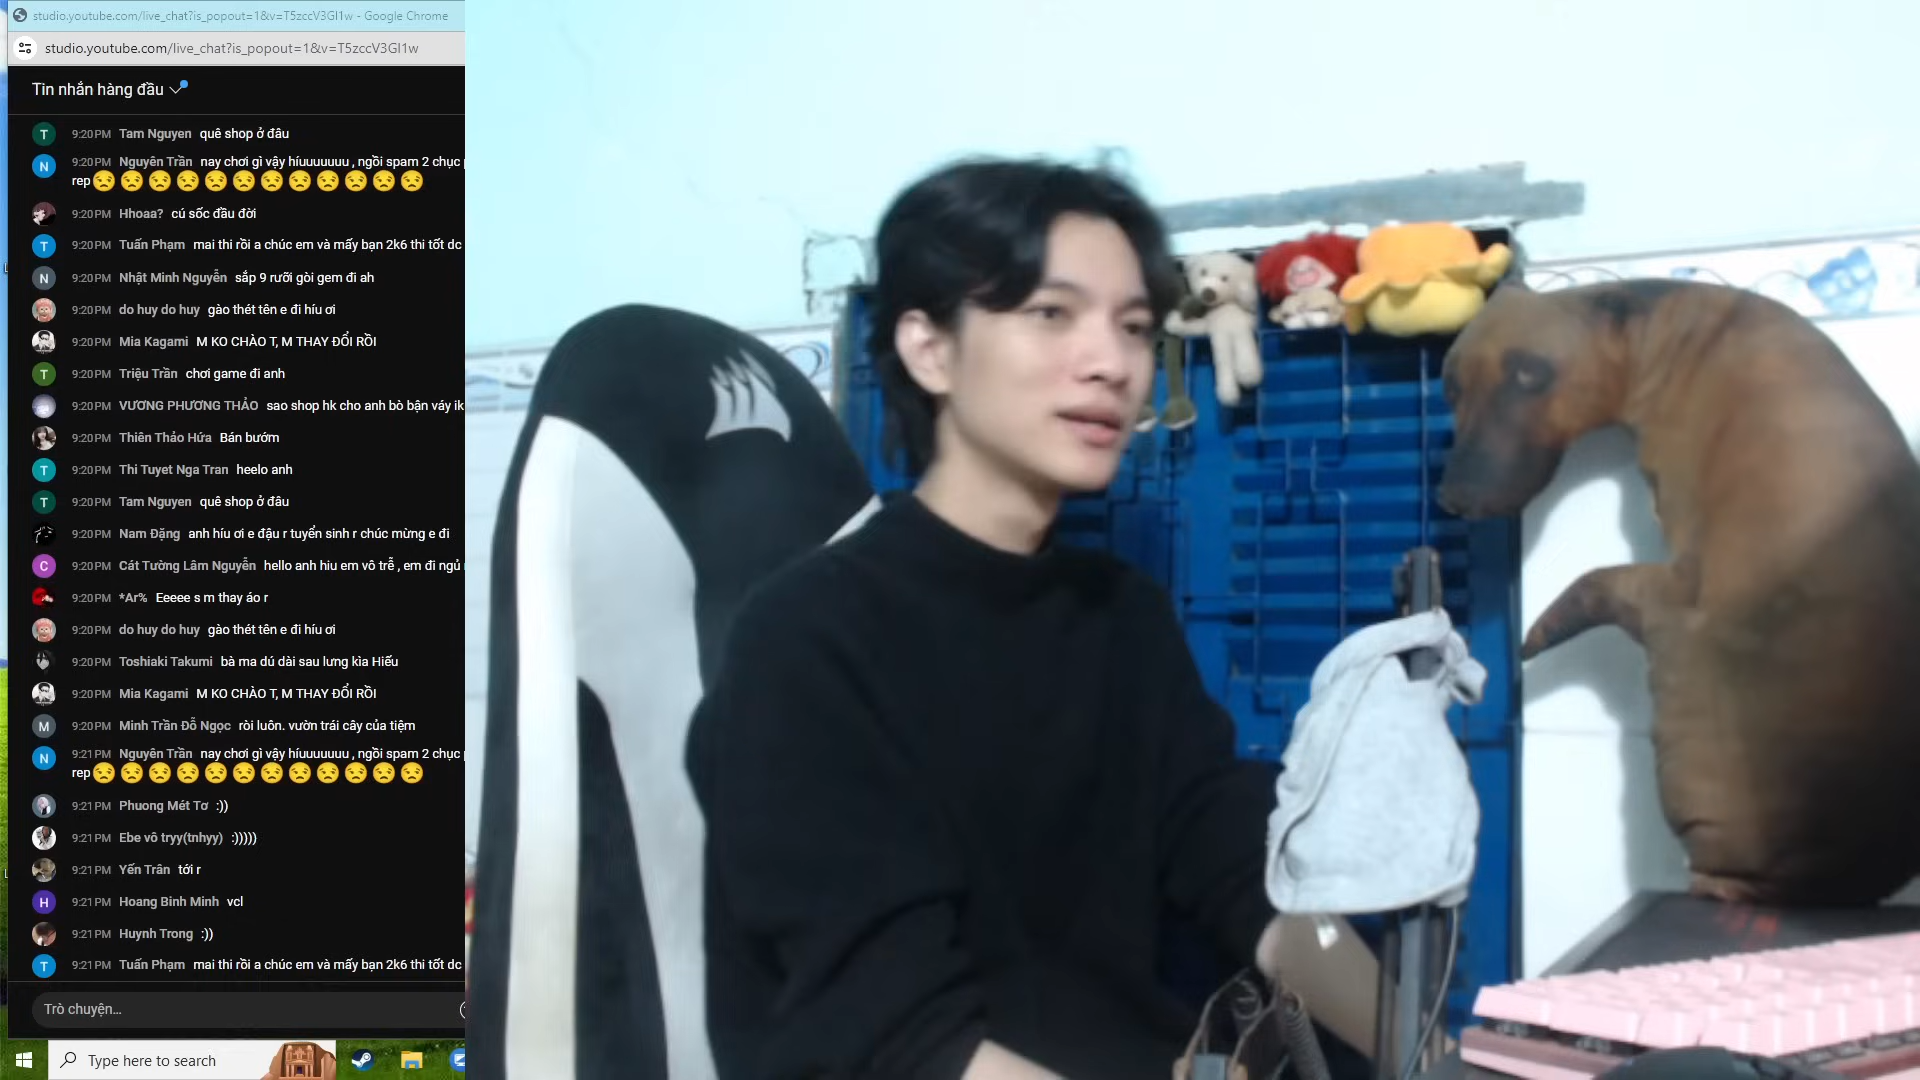 studio.youtube.com/live_chat?is_popout=1&v=T5zccV3GI1w - Google Chrome
studio.youtube.com/live_chat?is_popout=1&v=T5zccV3GI1w
Tin nhắn hàng đầu
T 9:20 PM Tam Nguyen quê shop ở đâu
N 9:20 PM Nguyên Trần nay chơi gì vậy híuuuuuuu , ngồi spam 2 chục
rep😒😒😒😒😒😒😒😒😒😒😒😒
9:20 PM Hhoaa? cú sốc đầu đời
T 9:20 PM Tuấn Phạm mai thi rồi a chúc em và mấy bạn 2k6 thi tốt dc
N 9:20 PM Nhật Minh Nguyễn sắp 9 rưỡi gòi gem đi ah
9:20 PM do huy do huy gào thét tên e đi híu ơi
9:20 PM Mia Kagami M KO CHÀO T, M THAY ĐỔI RỒI
T 9:20 PM Triệu Trần chơi game đi anh
9:20 PM VƯƠNG PHƯƠNG THẢO sao shop hk cho anh bò bận váy ik
9:20 PM Thiên Thảo Hứa Bán bướm
T 9:20 PM Thi Tuyet Nga Tran heelo anh
T 9:20 PM Tam Nguyen quê shop ở đâu
9:20 PM Nam Đặng anh híu ơi e đậu r tuyển sinh r chúc mừng e đi
C 9:20 PM Cát Tường Lâm Nguyễn hello anh hiu em vô trễ , em đi ngủ
9:20 PM *Ar% Eeeee s m thay áo r
9:20 PM do huy do huy gào thét tên e đi híu ơi
9:20 PM Toshiaki Takumi bà ma dú dài sau lưng kìa Hiếu
9:20 PM Mia Kagami M KO CHÀO T, M THAY ĐỔI RỒI
M 9:20 PM Minh Trần Đỗ Ngọc ròi luôn. vườn trái cây của tiệm
N 9:21 PM Nguyên Trần nay chơi gì vậy híuuuuuuu , ngồi spam 2 chục
rep😒😒😒😒😒😒😒😒😒😒😒😒
9:21 PM Phuong Mét Tơ :))
9:21 PM Ebe vô tryy(tnhyy) :)))))
9:21 PM Yến Trân tới r
H 9:21 PM Hoang Binh Minh vcl
9:21 PM Huynh Trong :))
T 9:21 PM Tuấn Phạm mai thi rồi a chúc em và mấy bạn 2k6 thi tốt dc
Trò chuyện...
Type here to search